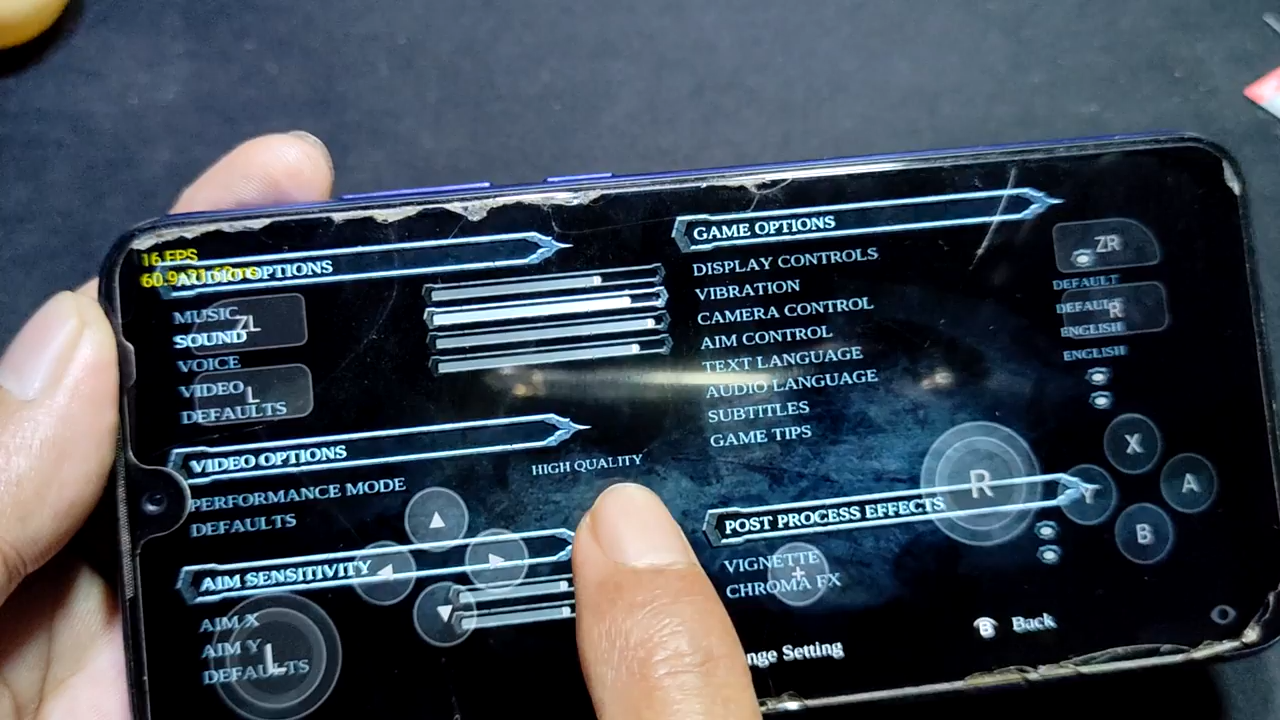 16 FPS
AUDIO OPTIONS
MUSIC
ZL
SOUND
VOICE
VIDEO
L
DEFAULTS
VIDEO OPTIONS
PERFORMANCE MODE
HIGH QUALITY
DEFAULTS
AIM SENSITIVITY
AIM X
AIM Y
L
DEFAULTS
GAME OPTIONS
DISPLAY CONTROLS
ZR
VIBRATION
CAMERA CONTROL
DEFAULT
AIM CONTROL
R
TEXT LANGUAGE
ENGLISH
AUDIO LANGUAGE
ENGLISH
SUBTITLES
GAME TIPS
X
R
Y
A
B
POST PROCESS EFFECTS
VIGNETTE
+
CHROMA FX
Setting
B Back